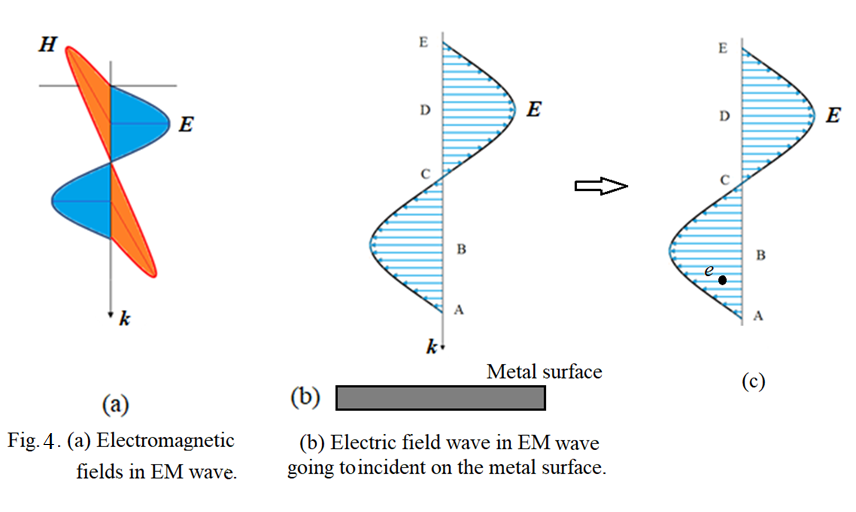 H
E
k
(a)
Fig. 4. (a) Electromagnetic
fields in EM wave.
E
D
E
C
B
A
k
Metal surface
(b)
(b) Electric field wave in EM wave
going toincident on the metal surface.
E
D
E
C
B
e
A
(c)